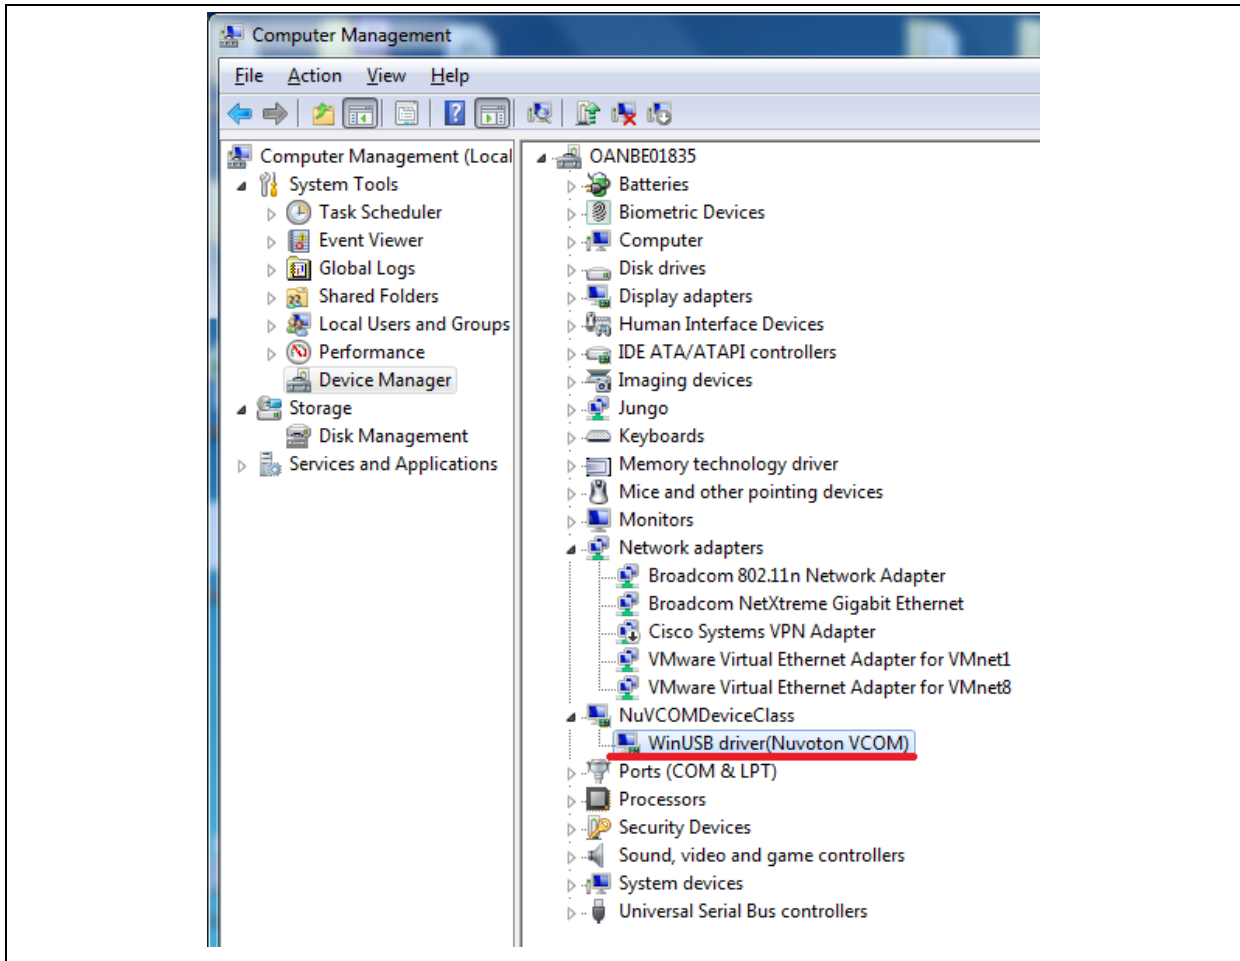 Computer Management
File Action View Help
Computer Management (Local
System Tools
Task Scheduler
Event Viewer
Global Logs
Shared Folders
Local Users and Groups
Performance
Device Manager
Storage
Disk Management
Services and Applications
OANBE01835
Batteries
Biometric Devices
Computer
Disk drives
Display adapters
Human Interface Devices
IDE ATA/ATAPI controllers
Imaging devices
Jungo
Keyboards
Memory technology driver
Mice and other pointing devices
Monitors
Network adapters
Broadcom 802.11n Network Adapter
Broadcom NetXtreme Gigabit Ethernet
Cisco Systems VPN Adapter
VMware Virtual Ethernet Adapter for VMnet1
VMware Virtual Ethernet Adapter for VMnet8
NuVCOMDeviceClass
WinUSB driver(Nuvoton VCOM)
Ports (COM & LPT)
Processors
Security Devices
Sound, video and game controllers
System devices
Universal Serial Bus controllers